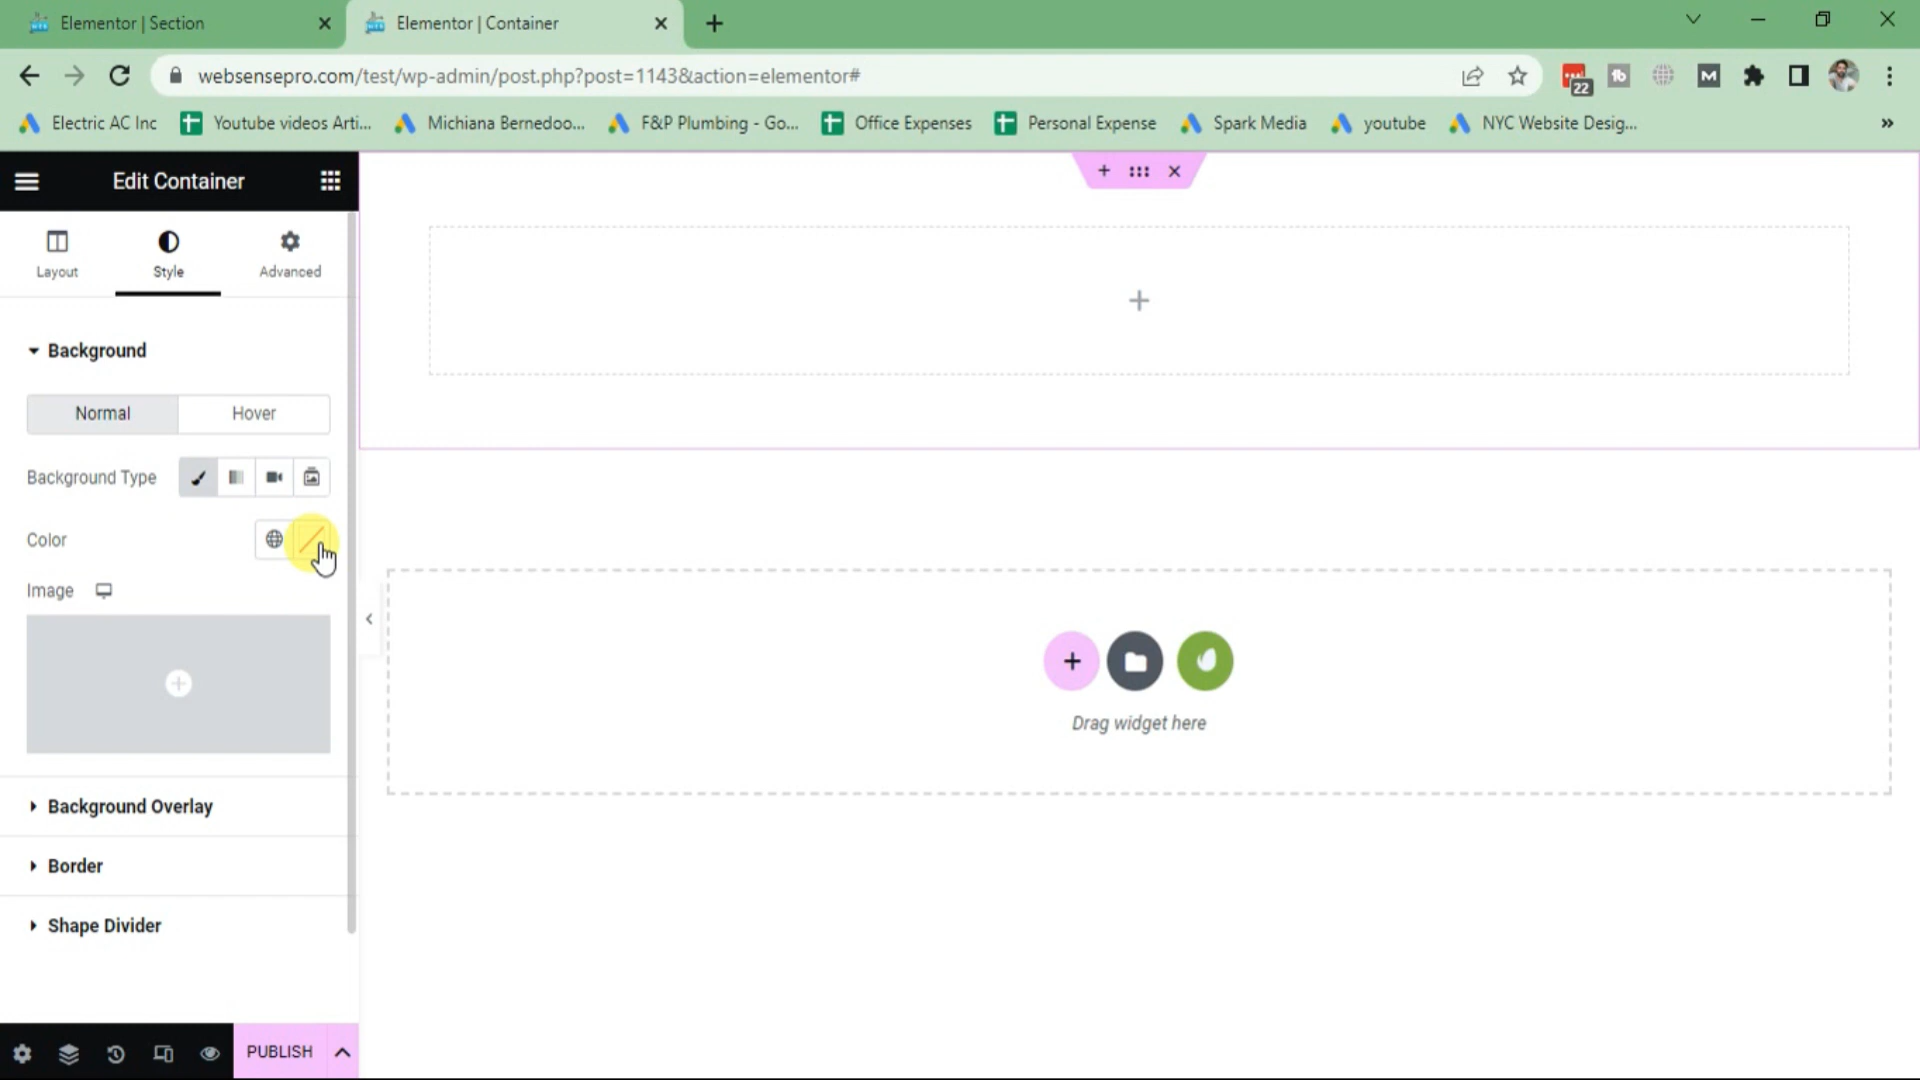 Elementor | Section
Elementor | Container
websensepro.com/test/wp-admin/post.php?post=1143&action=elementor#
22
Electric AC Inc
Youtube videos Arti...
Michiana Bernedoo...
F&P Plumbing - Go...
Office Expenses
Personal Expense
Spark Media
youtube
NYC Website Desig...
Edit Container
Layout
Style
Advanced
Background
Normal
Hover
Background Type
Color
Image
Drag widget here
Background Overlay
Border
Shape Divider
PUBLISH